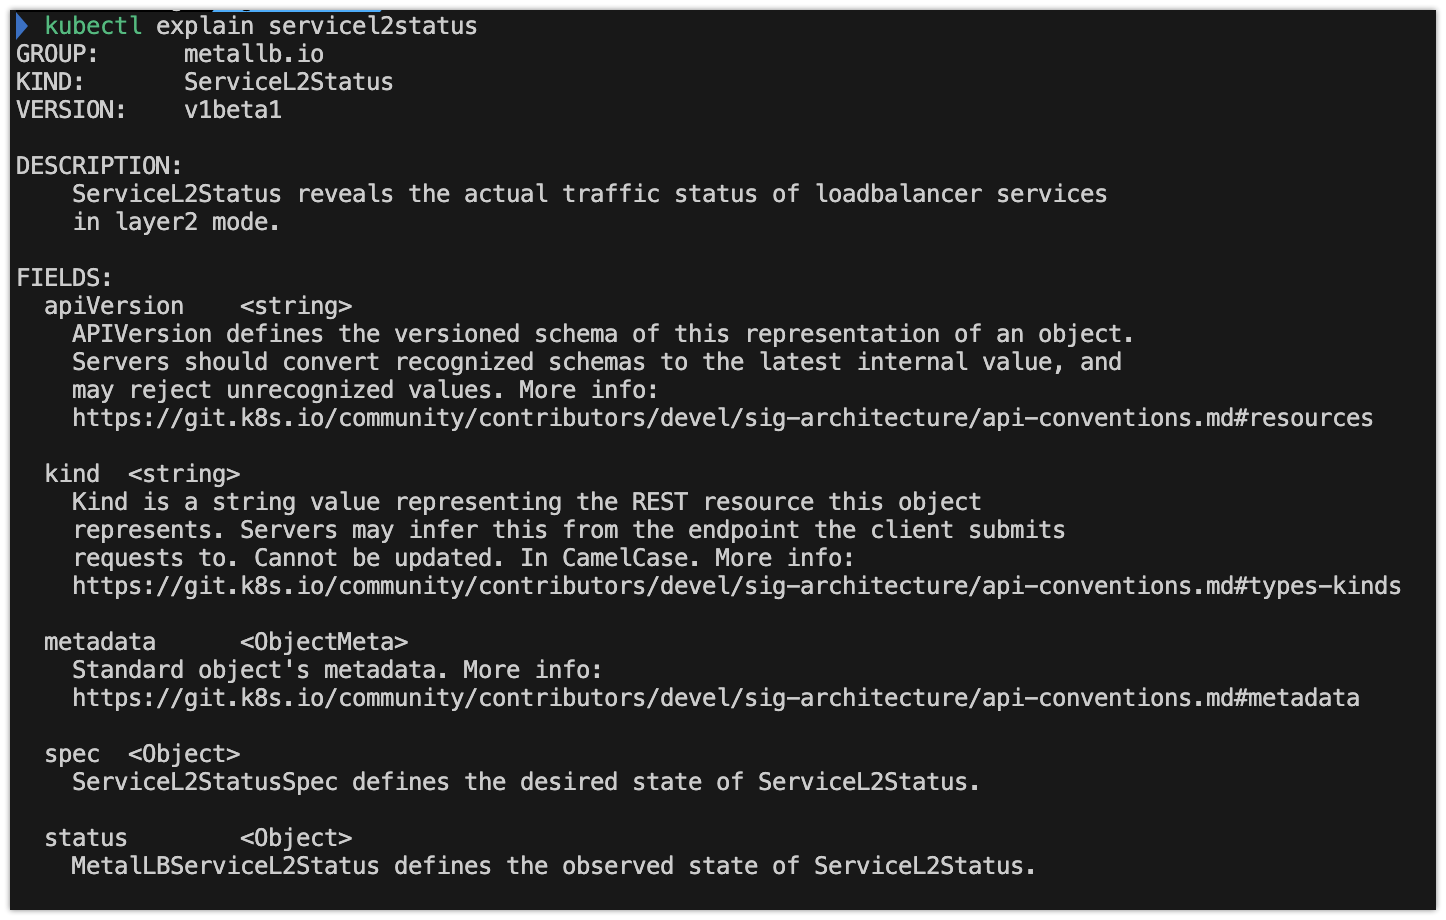 kubectl explain servicel2status
GROUP:      metallb.io
KIND:       ServiceL2Status
VERSION:    v1beta1

DESCRIPTION:
    ServiceL2Status reveals the actual traffic status of loadbalancer services
    in layer2 mode.

FIELDS:
  apiVersion    <string>
    APIVersion defines the versioned schema of this representation of an object.
    Servers should convert recognized schemas to the latest internal value, and
    may reject unrecognized values. More info:
    https://git.k8s.io/community/contributors/devel/sig-architecture/api-conventions.md#resources

  kind  <string>
    Kind is a string value representing the REST resource this object
    represents. Servers may infer this from the endpoint the client submits
    requests to. Cannot be updated. In CamelCase. More info:
    https://git.k8s.io/community/contributors/devel/sig-architecture/api-conventions.md#types-kinds

  metadata      <ObjectMeta>
    Standard object's metadata. More info:
    https://git.k8s.io/community/contributors/devel/sig-architecture/api-conventions.md#metadata

  spec  <Object>
    ServiceL2StatusSpec defines the desired state of ServiceL2Status.

  status        <Object>
    MetalLBServiceL2Status defines the observed state of ServiceL2Status.